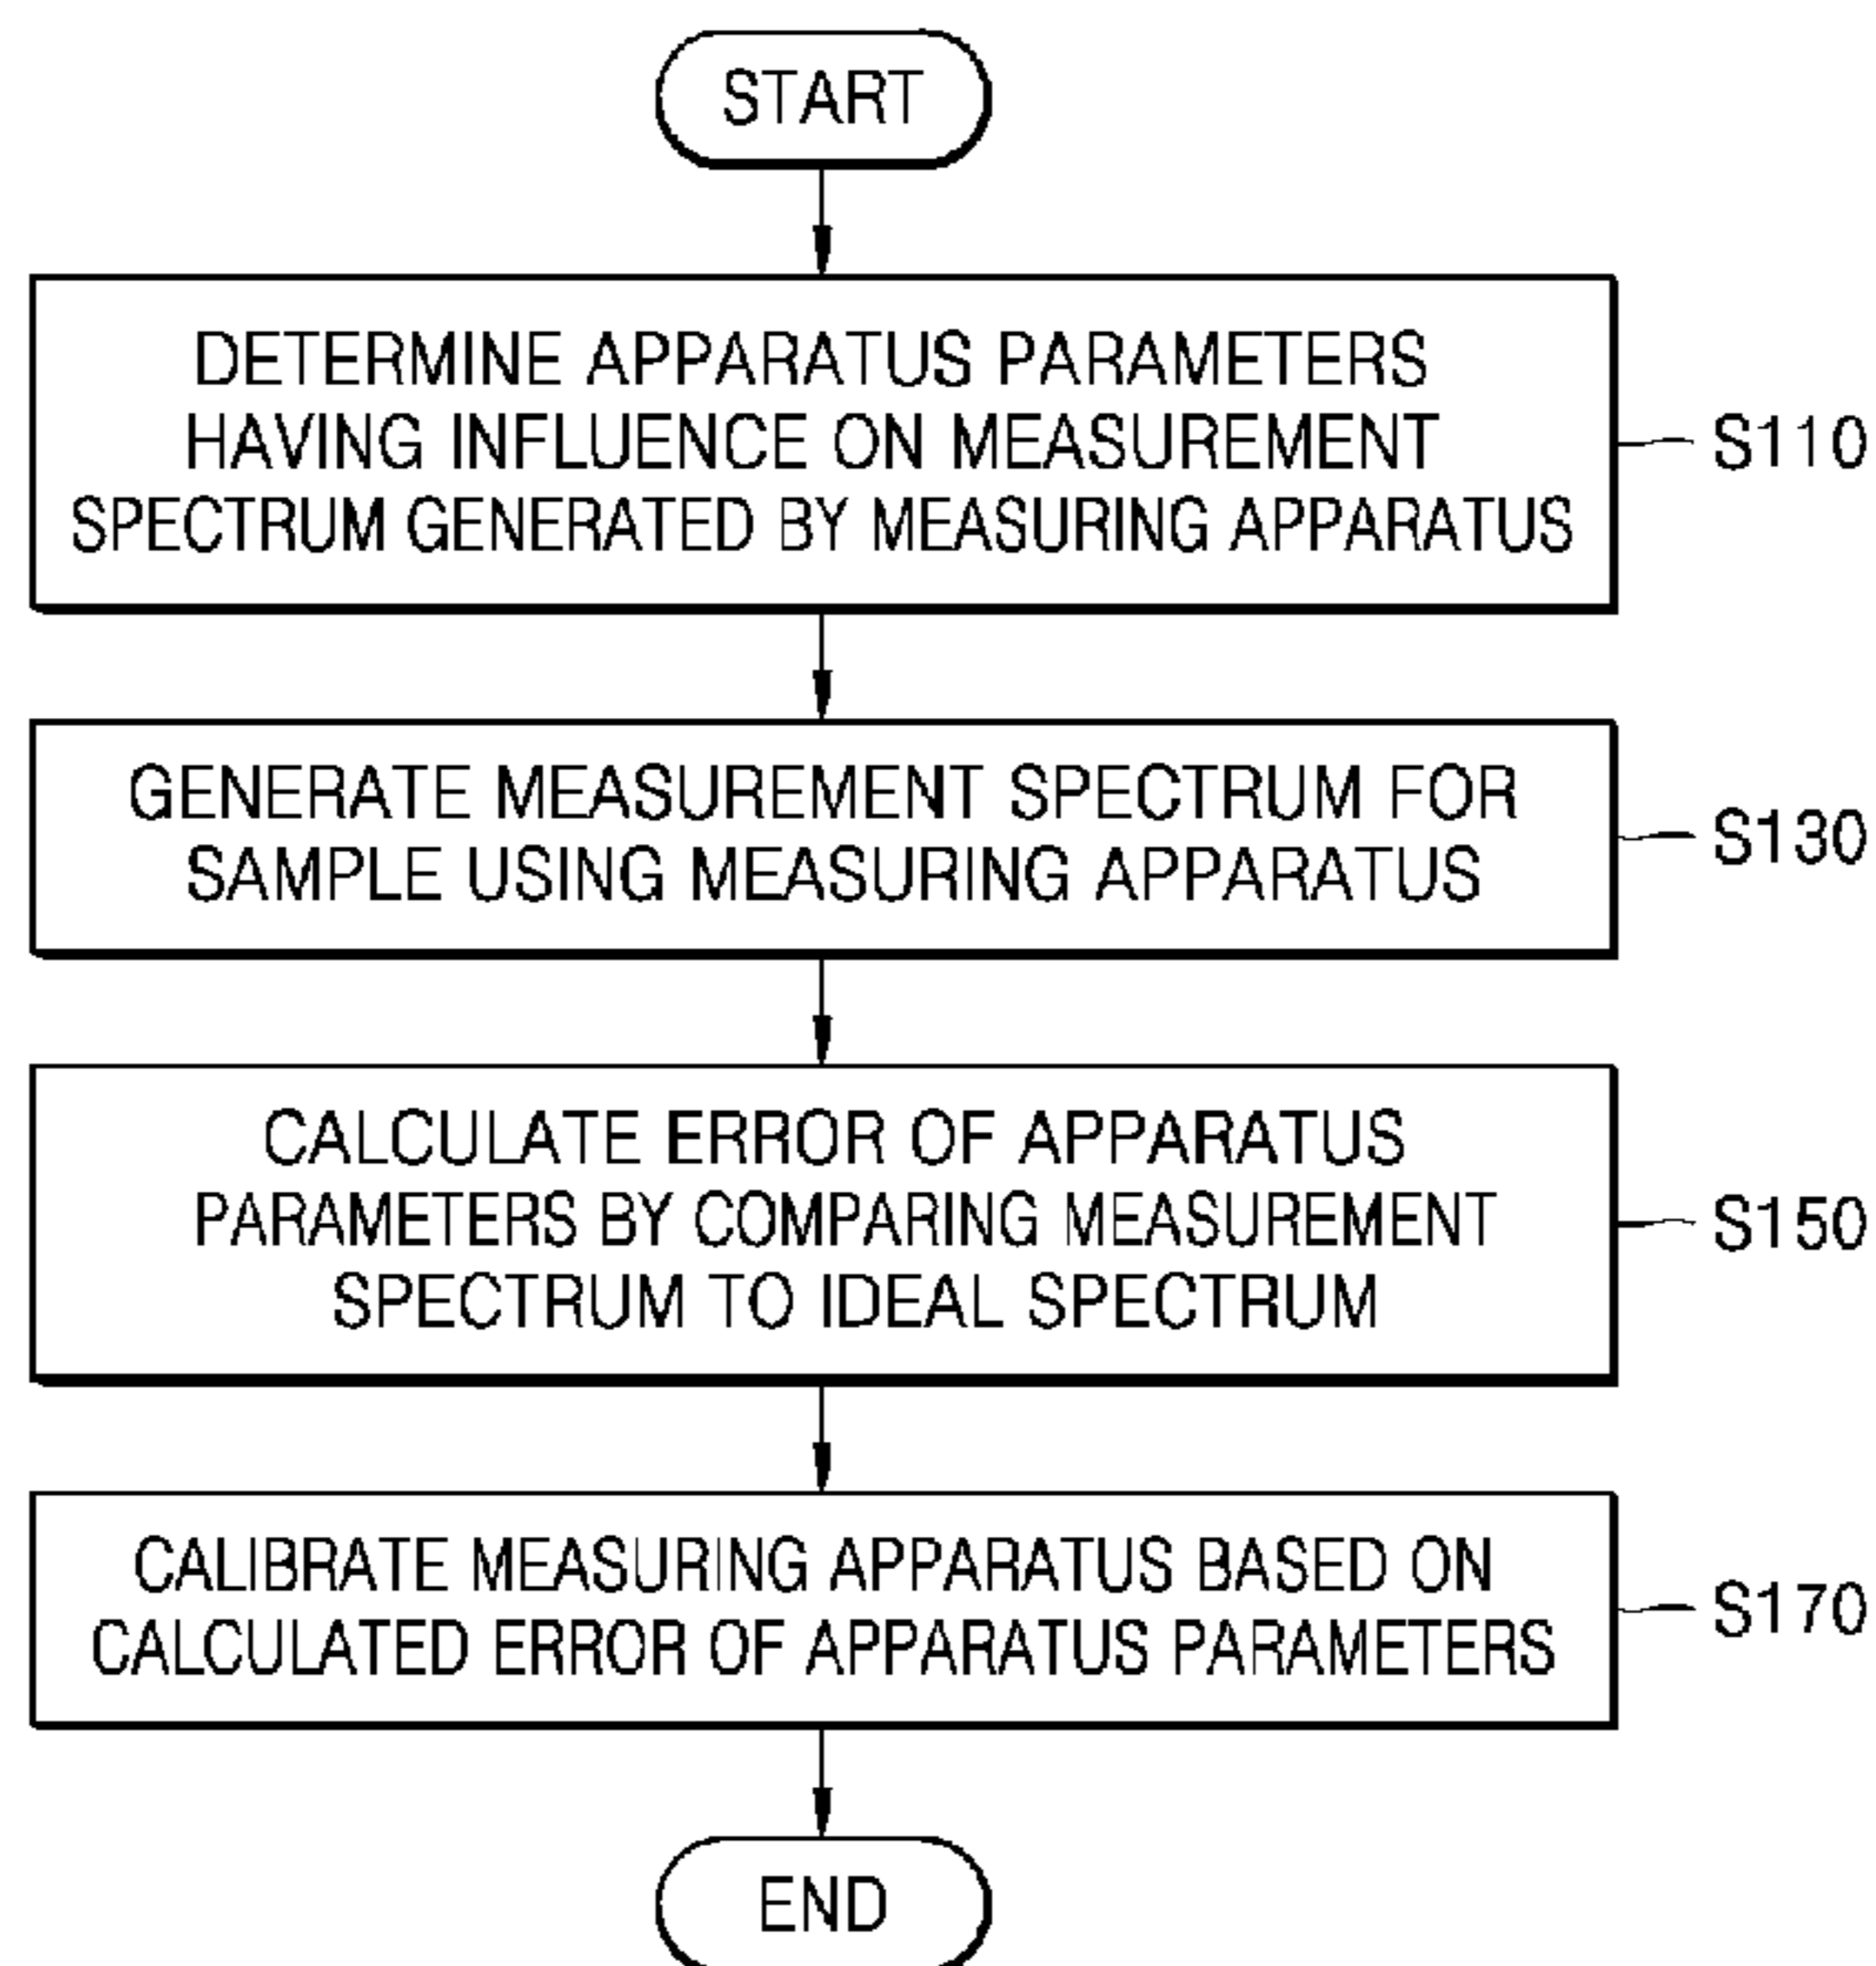 START
DETERMINE APPARATUS PARAMETERS
HAVING INFLUENCE ON MEASUREMENT
SPECTRUM GENERATED BY MEASURING APPARATUS
S110
GENERATE MEASUREMENT SPECTRUM FOR
SAMPLE USING MEASURING APPARATUS
S130
CALCULATE ERROR OF APPARATUS
PARAMETERS BY COMPARING MEASUREMENT
SPECTRUM TO IDEAL SPECTRUM
S150
CALIBRATE MEASURING APPARATUS BASED ON
CALCULATED ERROR OF APPARATUS PARAMETERS
S170
END